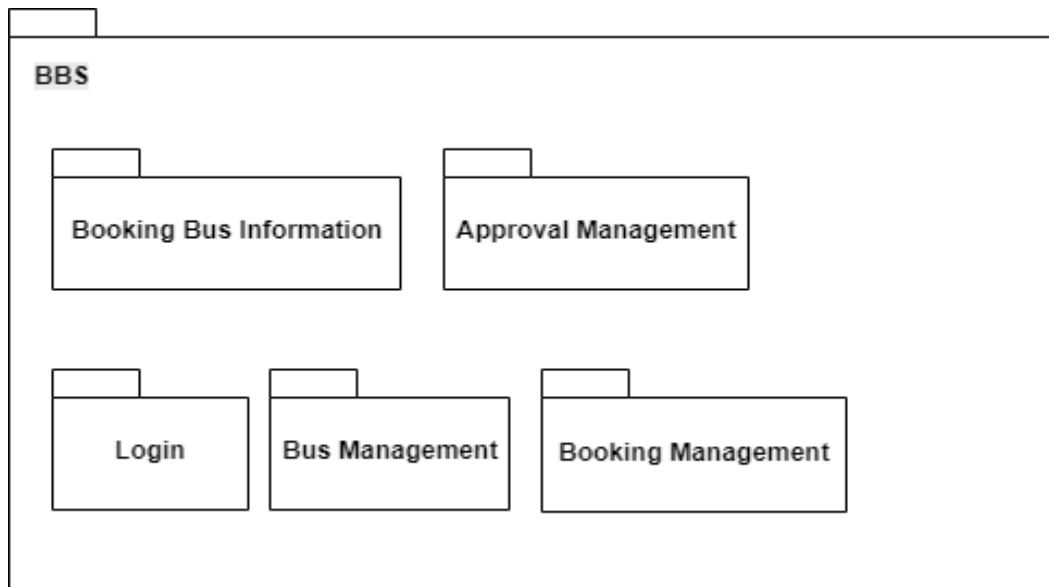 BBS
Booking Bus Information
Approval Management
Login
Bus Management
Booking Management